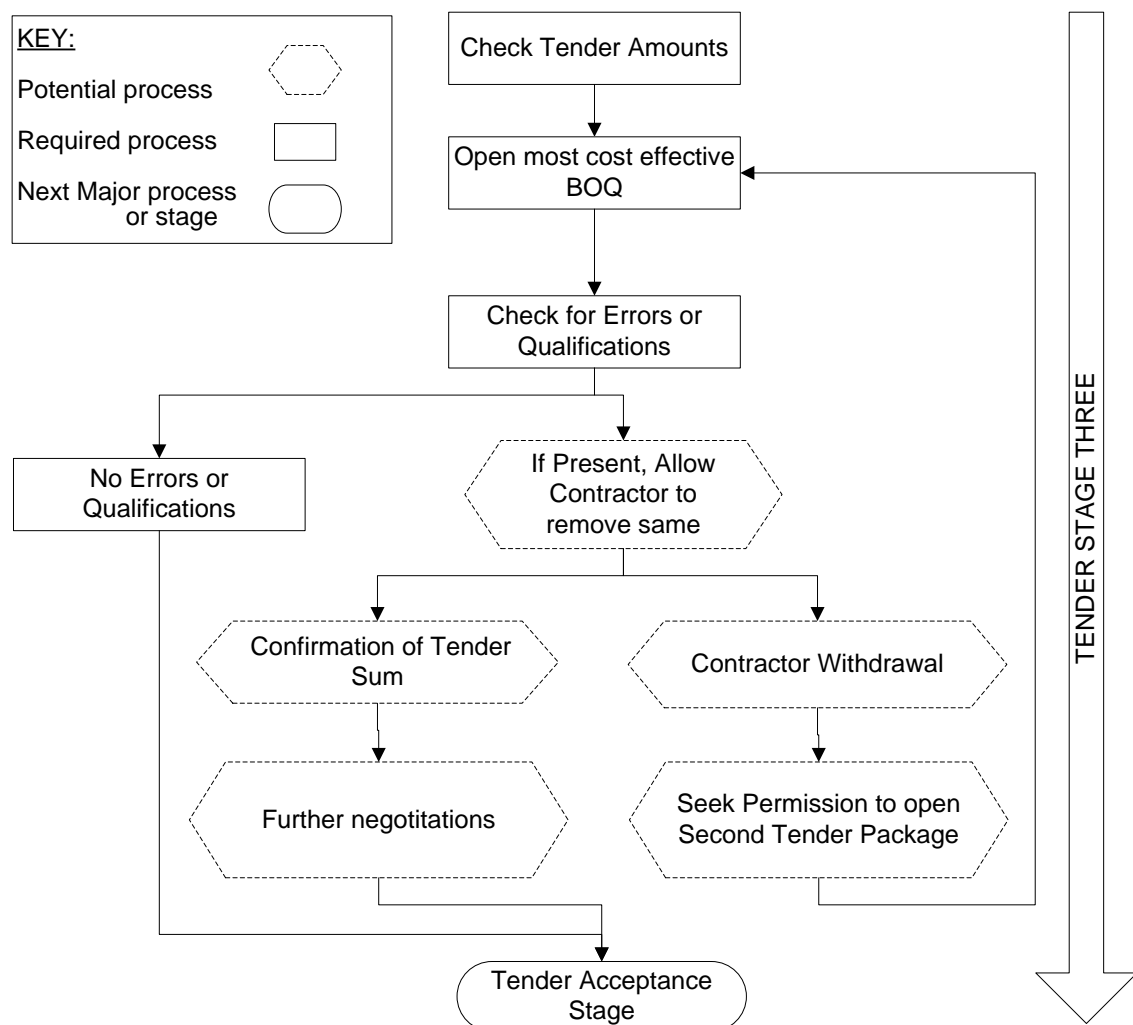 KEY:
Potential process
Required process
Next Major process
or stage
Check Tender Amounts
Open most cost effective
BOQ
Check for Errors or
Qualifications
No Errors or
Qualifications
If Present, Allow
Contractor to
remove same
Confirmation of Tender
Sum
Contractor Withdrawal
Further negotitations
Seek Permission to open
Second Tender Package
Tender Acceptance
Stage
TENDER STAGE THREE